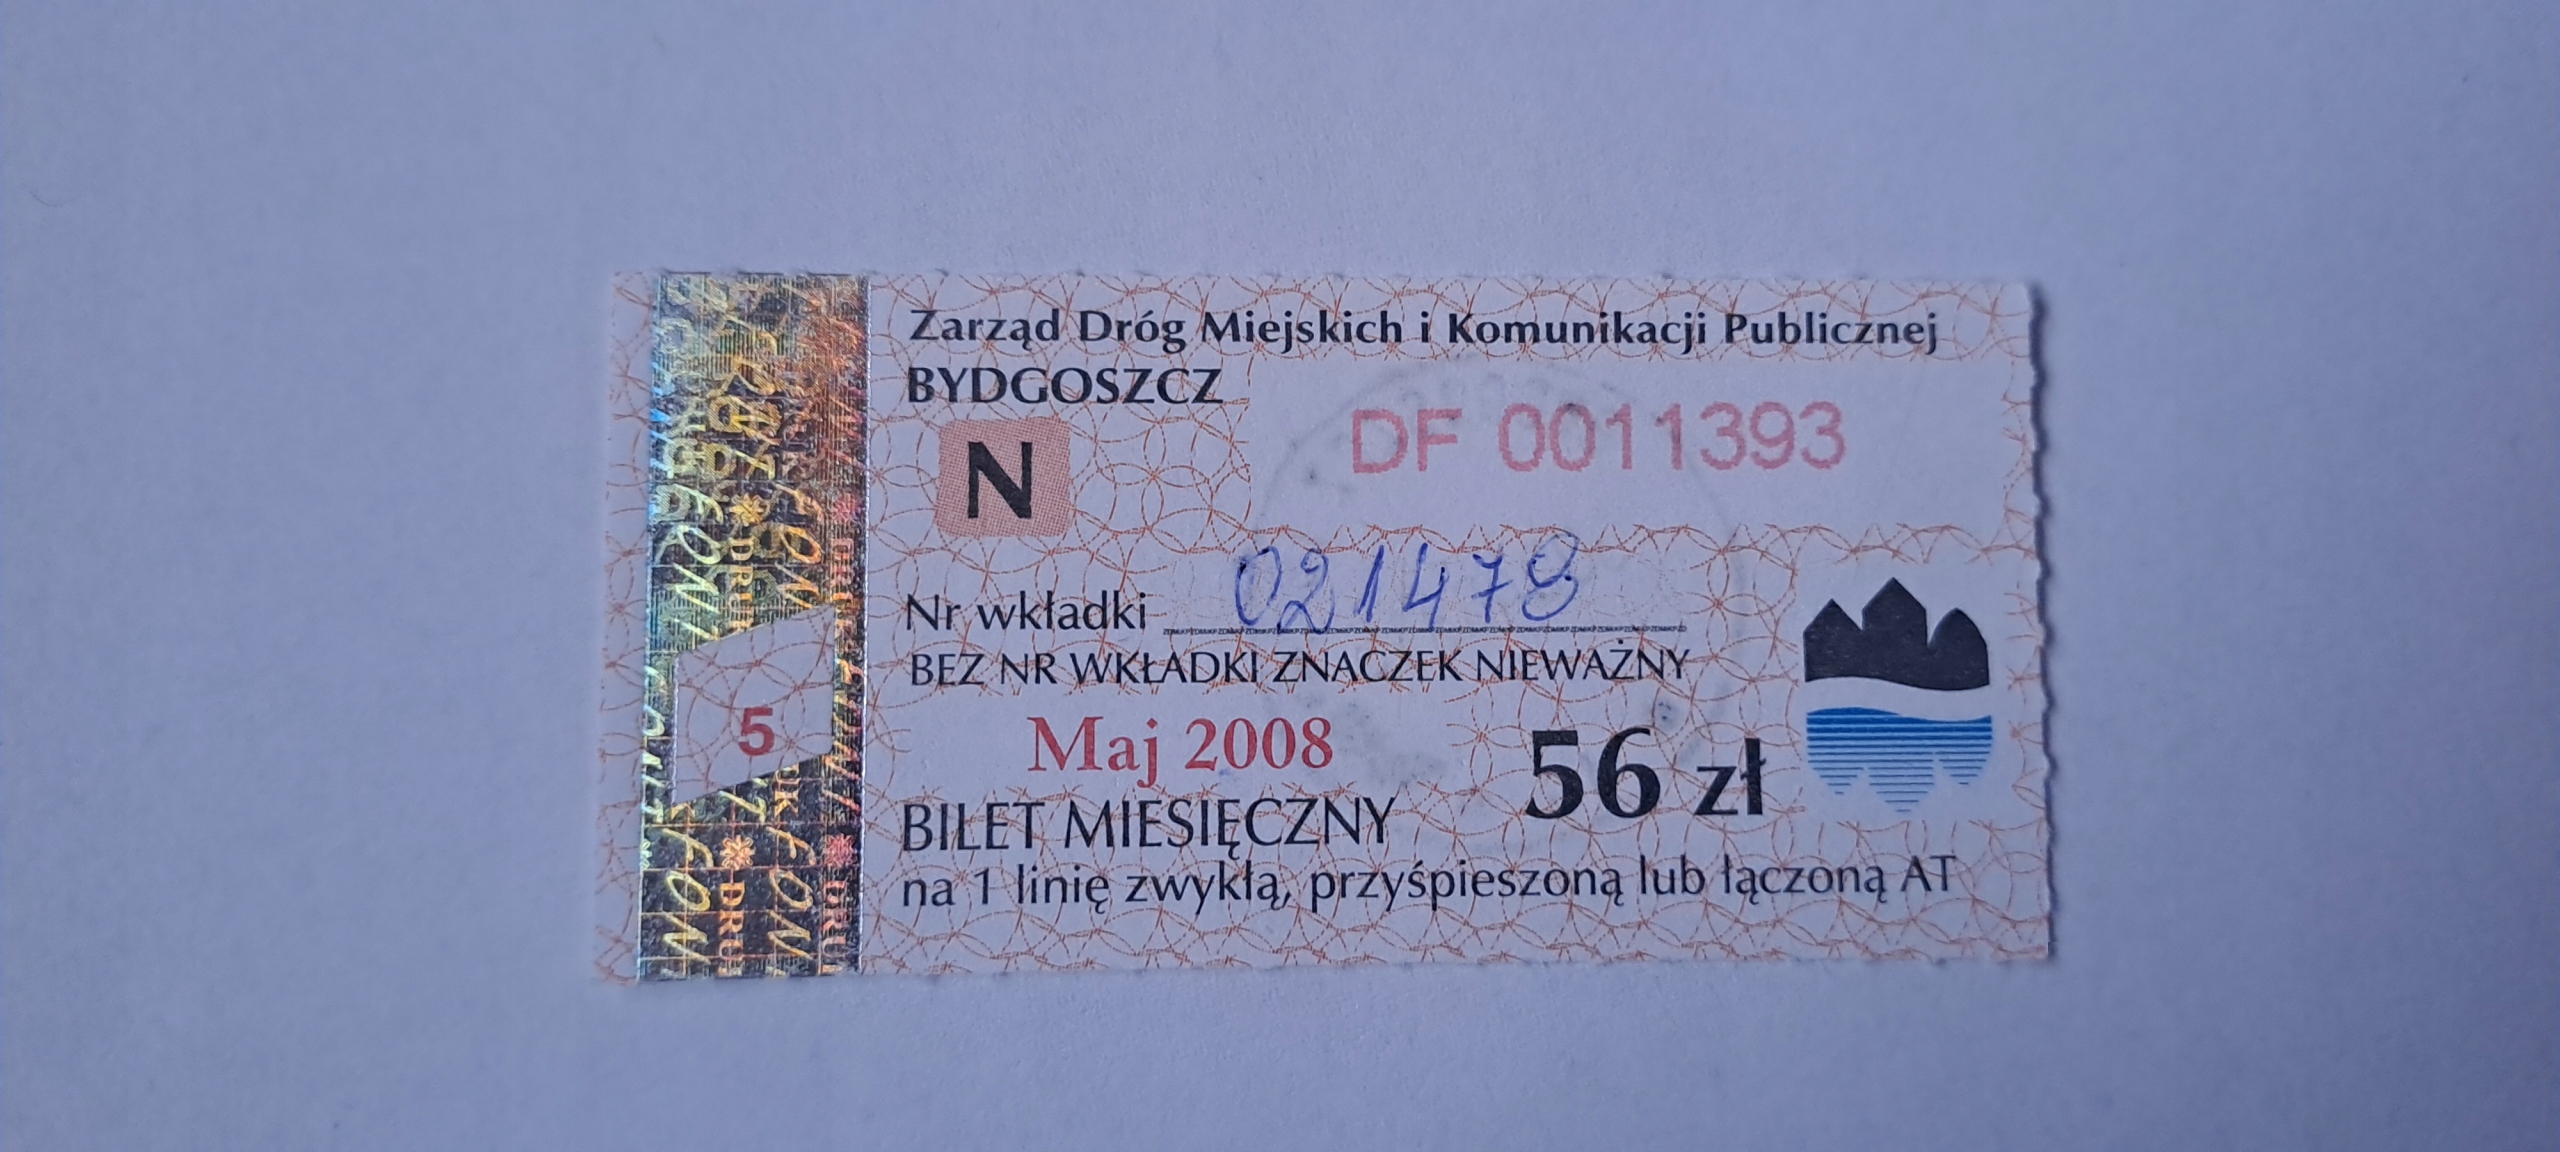 Zarząd Dróg Miejskich i Komunikacji Publicznej
BYDGOSZCZ
DF 0011393
N
Nr wkładki 021478
BEZ NR WKŁADKI ZNACZEK NIEWAŻNY
5
Maj 2008
56 zł
BILET MIESIĘCZNY
na 1 linię zwykłą, przyśpieszoną lub łączoną AT